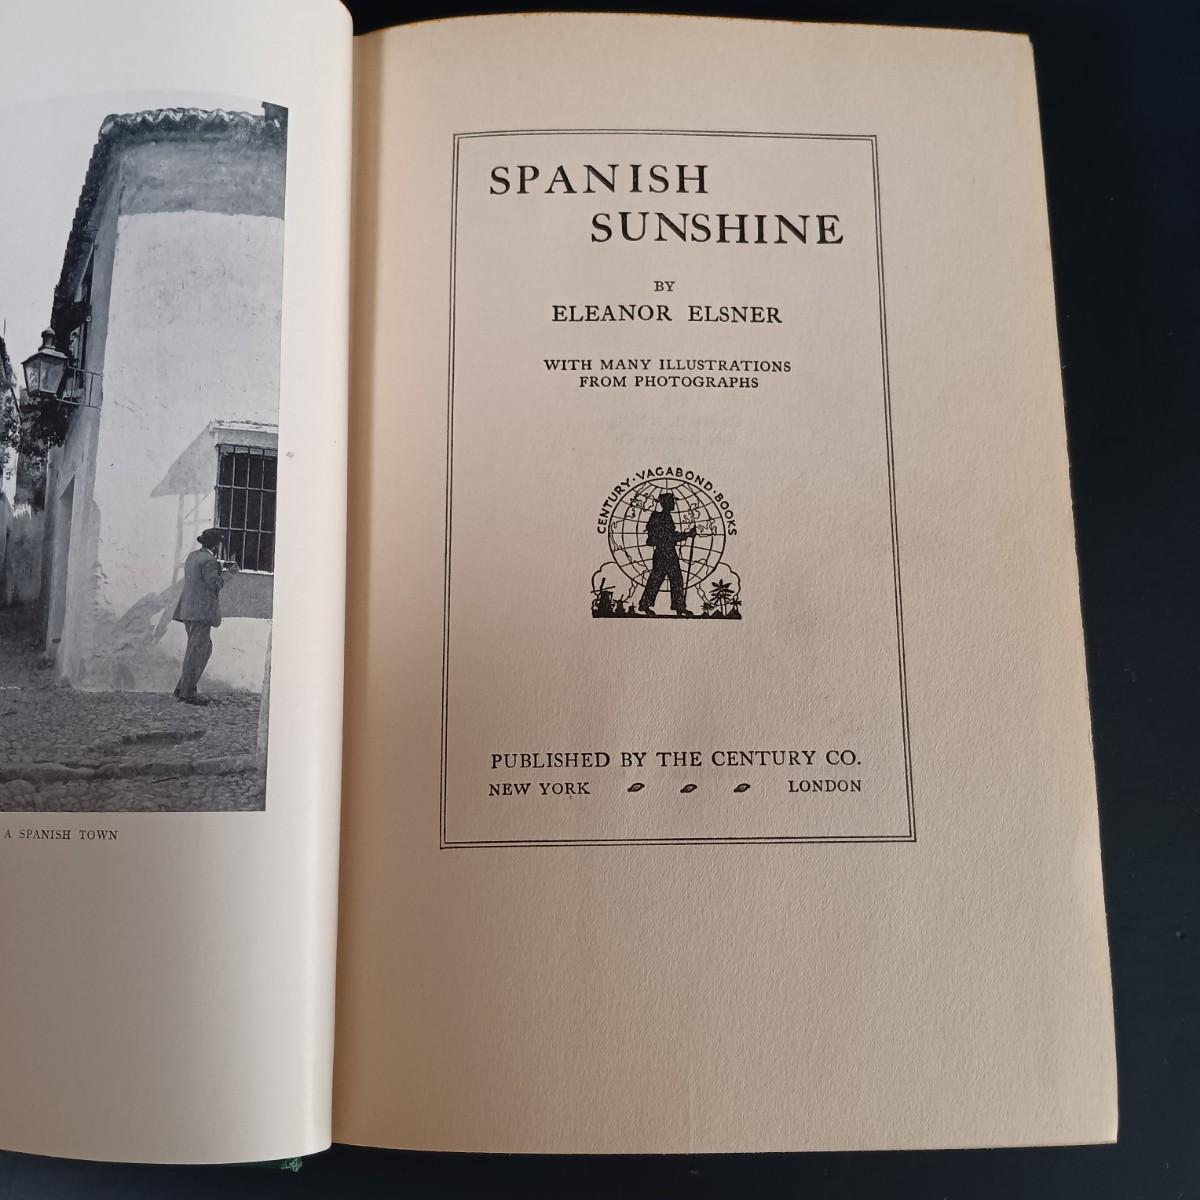 A SPANISH TOWN
SPANISH
SUNSHINE
BY
ELEANOR ELSNER
WITH MANY ILLUSTRATIONS
FROM PHOTOGRAPHS
CENTURY · VAGABOND · BOOKS
PUBLISHED BY THE CENTURY CO.
NEW YORK LONDON